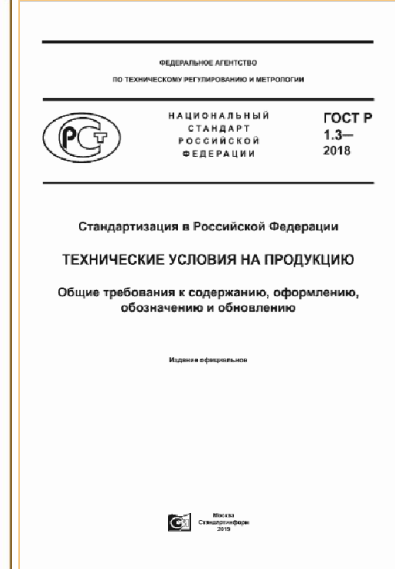 ФЕДЕРАЛЬНОЕ АГЕНТСТВО
ПО ТЕХНИЧЕСКОМУ РЕГУЛИРОВАНИЮ И МЕТРОЛОГИИ
НАЦИОНАЛЬНЫЙ
СТАНДАРТ
РОССИЙСКОЙ
ФЕДЕРАЦИИ
ГОСТ Р
1.3—
2018
Стандартизация в Российской Федерации
ТЕХНИЧЕСКИЕ УСЛОВИЯ НА ПРОДУКЦИЮ
Общие требования к содержанию, оформлению,
обозначению и обновлению
Издание официальное
Москва
Стандартинформ
2019